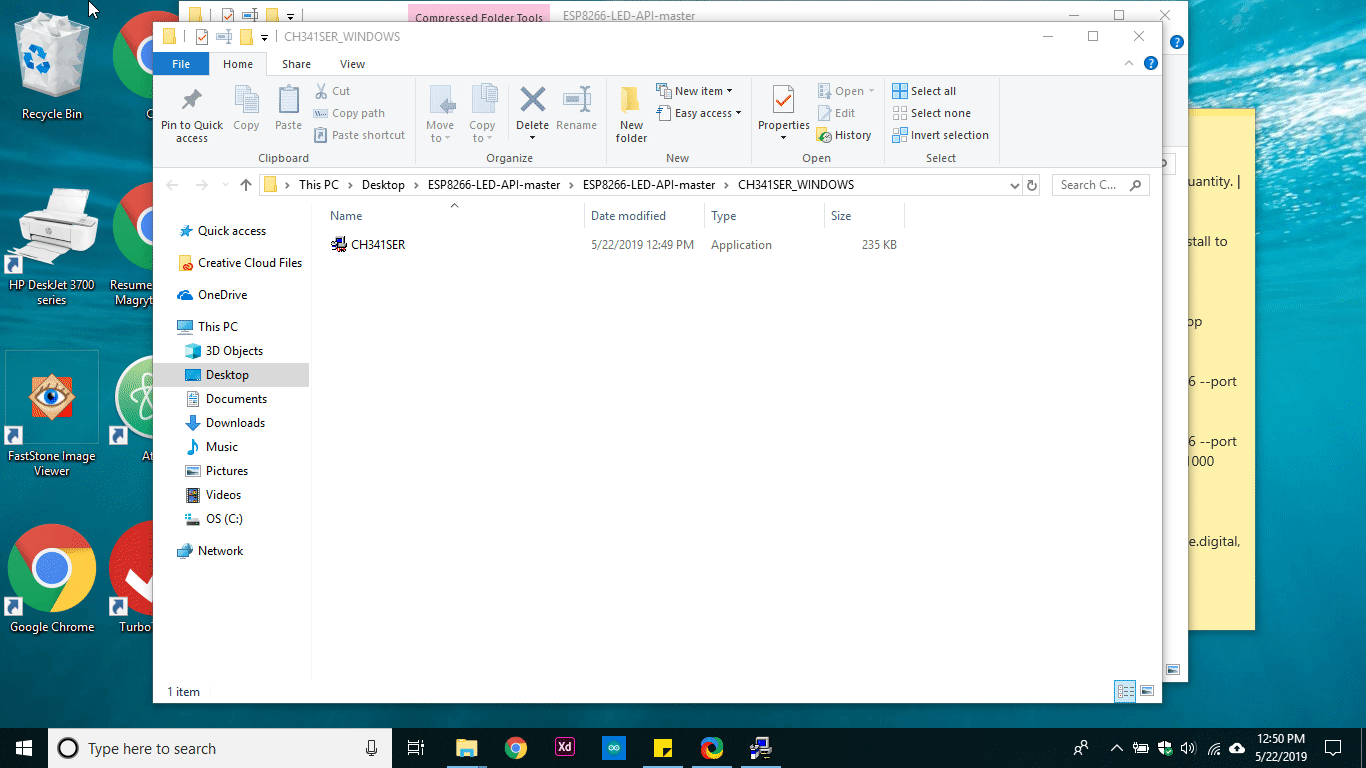 Compressed Folder Tools
ESP8266-LED-API-master
CH341SER_WINDOWS
File
Home
Share
View
Pin to Quick access
Copy
Paste
Cut
Copy path
Paste shortcut
Clipboard
Move to
Copy to
Delete
Rename
Organize
New folder
New item
Easy access
New
Properties
Open
Edit
History
Open
Select all
Select none
Invert selection
Select
This PC
Desktop
ESP8266-LED-API-master
ESP8266-LED-API-master
CH341SER_WINDOWS
Search C...
Name
Date modified
Type
Size
CH341SER
5/22/2019 12:49 PM
Application
235 KB
Quick access
Creative Cloud Files
OneDrive
This PC
3D Objects
Desktop
Documents
Downloads
Music
Pictures
Videos
OS (C:)
Network
1 item
Recycle Bin
HP DeskJet 3700
series
Resume
Magryt
FastStone Image
Viewer
At
Google Chrome
Turbo
uantity. |
stall to
op
6 --port
6 --port
1000
e.digital,
Type here to search
Xd
12:50 PM
5/22/2019